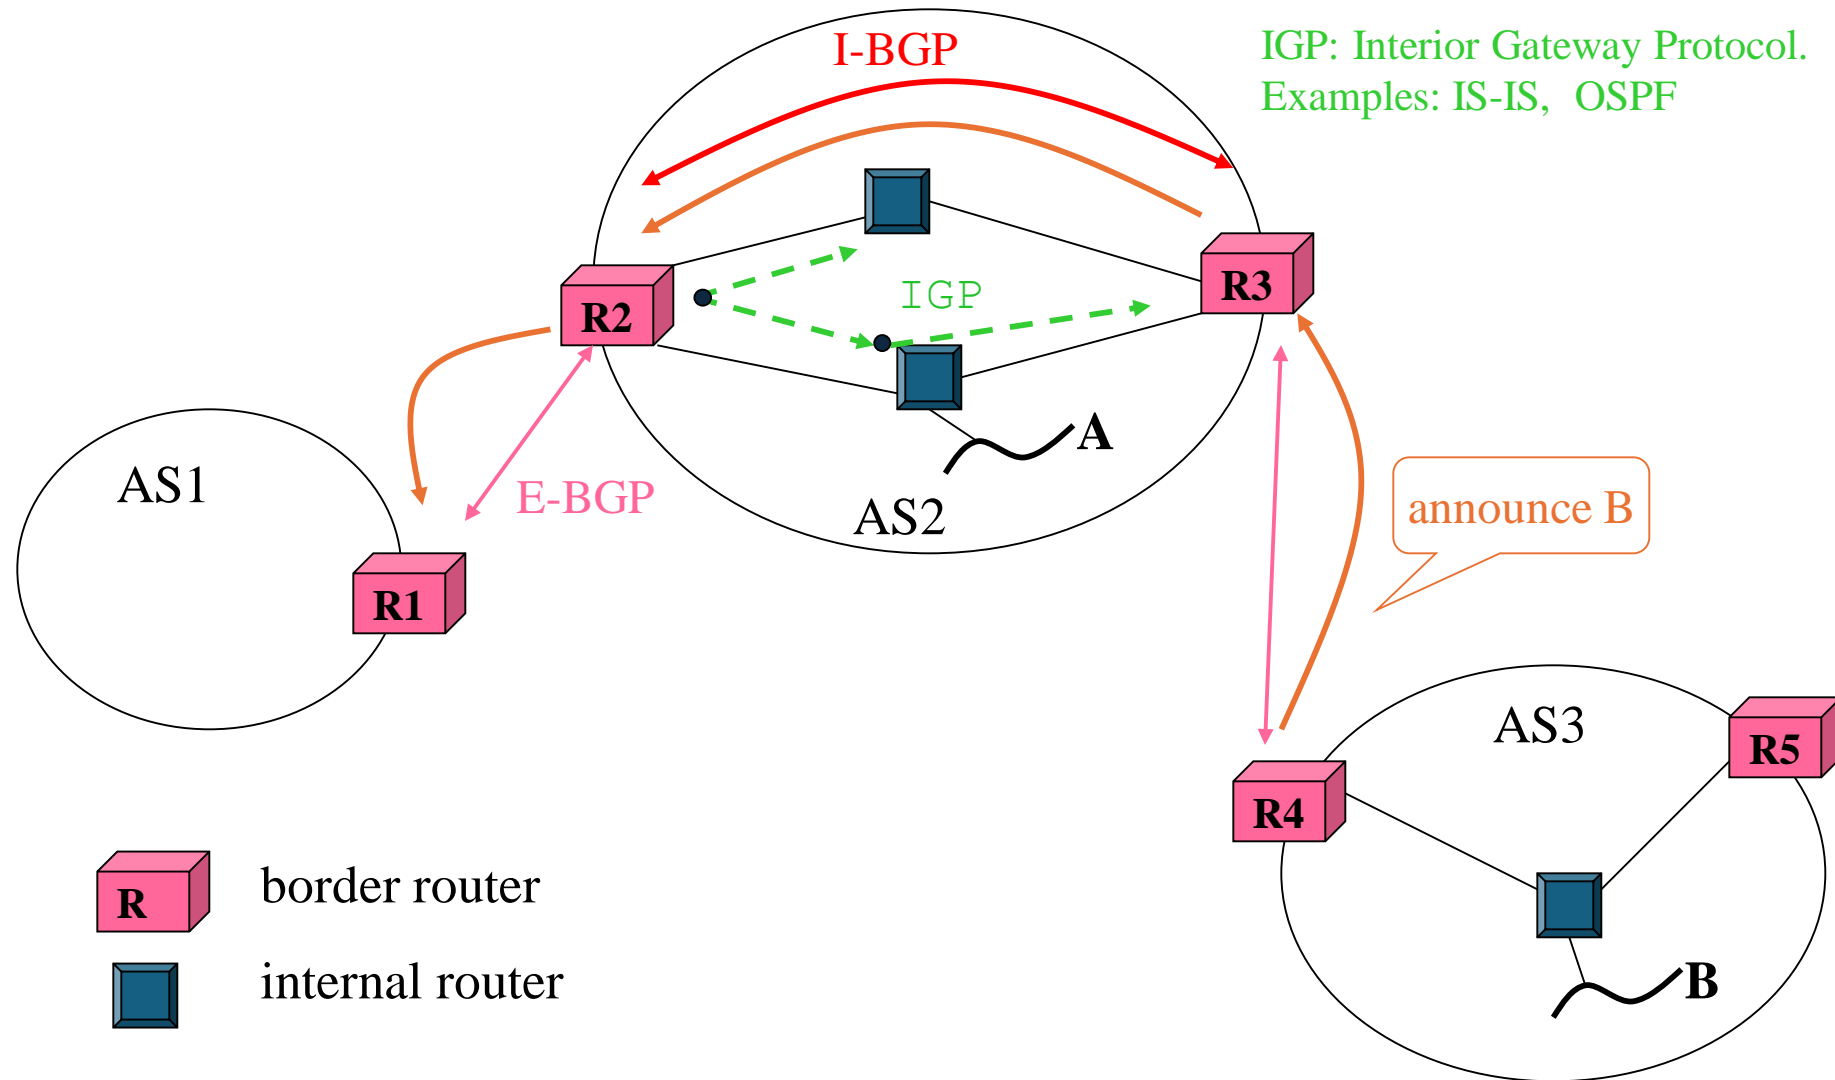 I-BGP
IGP: Interior Gateway Protocol.
Examples: IS-IS, OSPF
R2
IGP
R3
A
AS1
E-BGP
AS2
announce B
R1
AS3
R5
R4
R
border router
internal router
B